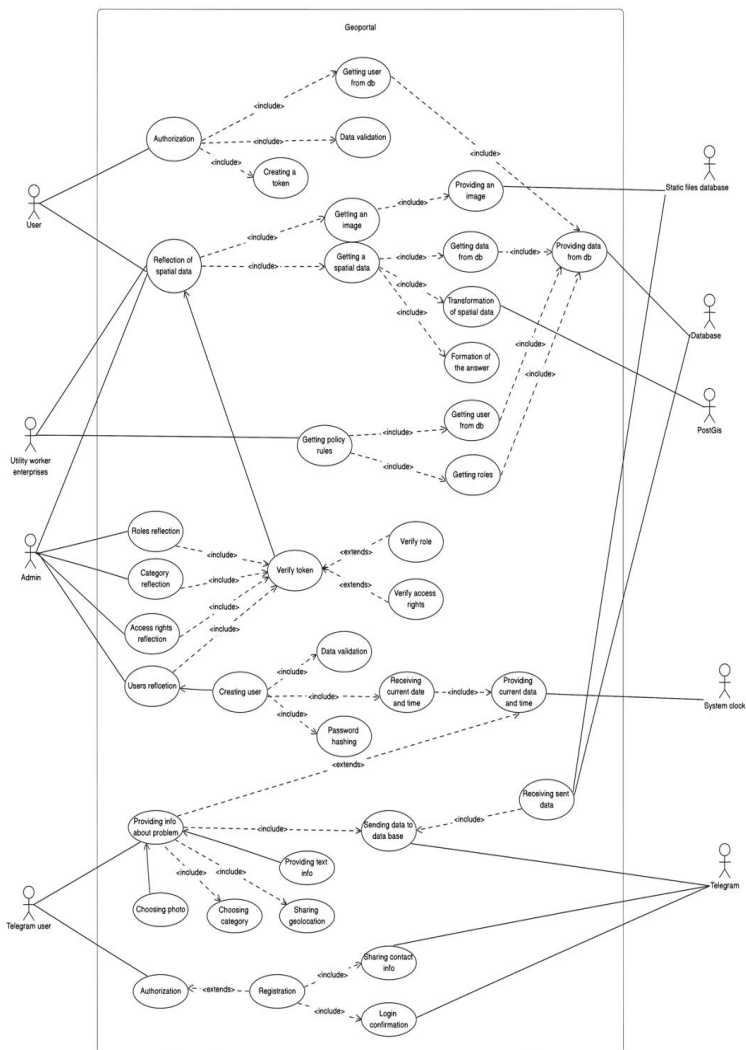 Geoportal
Getting user
from db
<include>
Authorization
<include>
Data validation
<include>
Creating a
token
<include>
User
Static files database
Providing an
image
<include>
Getting an
image
<include>
Reflection of
spatial data
<include>
Getting a
spatial data
<include>
Getting data
from db
<include>
Providing data
from db
<include>
Transformation
of spatial data
<include>
Formation of
the answer
Database
PostGis
<include>
<include>
Utility worker
enterprises
Getting policy
rules
<include>
Getting user
from db
<include>
Getting roles
Admin
Roles reflection
<include>
Category
reflection
<include>
Access rights
reflection
<include>
Users reflcetion
<include>
Verify token
<extends>
Verify role
<extends>
Verify access
rights
Creating user
<include>
Data validation
<include>
Receiving
current date
and time
<include>
Providing
current data
and time
System clock
<include>
Password
hashing
<extends>
Receiving sent
data
<include>
Providing info
about problem
<include>
Sending data to
data base
Providing text
info
<include>
<include>
Choosing photo
Choosing
category
Sharing
geolocation
Telegram user
Telegram
Authorization
<extends>
Registration
<include>
Sharing contact
info
<include>
Login
confirmation